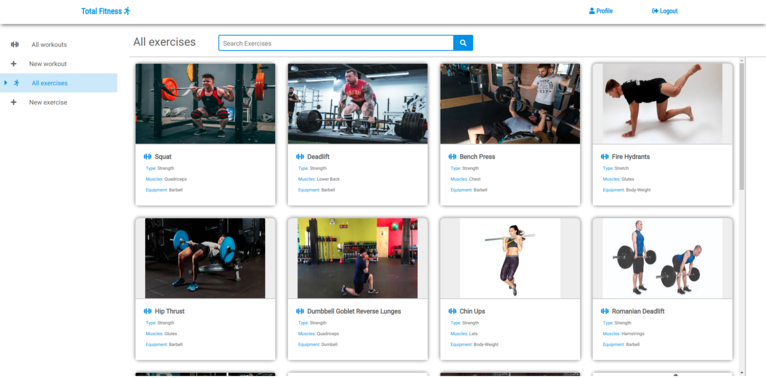 Total Fitness
Profile
Logout
All workouts
New workout
All exercises
New exercise
All exercises
Search Exercises
Squat
Type: Strength
Muscles: Quadriceps
Equipment: Barbell
Deadlift
Type: Strength
Muscles: Lower Back
Equipment: Barbell
Bench Press
Type: Strength
Muscles: Chest
Equipment: Barbell
Fire Hydrants
Type: Stretch
Muscles: Glutes
Equipment: Body-Weight
Hip Thrust
Type: Strength
Muscles: Glutes
Equipment: Barbell
Dumbbell Goblet Reverse Lunges
Type: Strength
Muscles: Quadriceps
Equipment: Dumbell
Chin Ups
Type: Strength
Muscles: Lats
Equipment: Body-Weight
Romanian Deadlift
Type: Strength
Muscles: Hamstrings
Equipment: Barbell